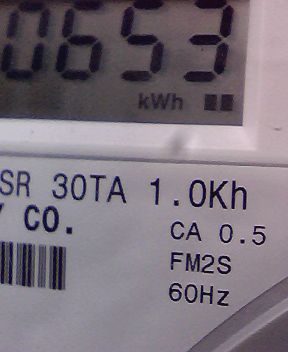 0653
kWh
SR 30TA 1.0Kh
CO.
CA 0.5
FM2S
60Hz